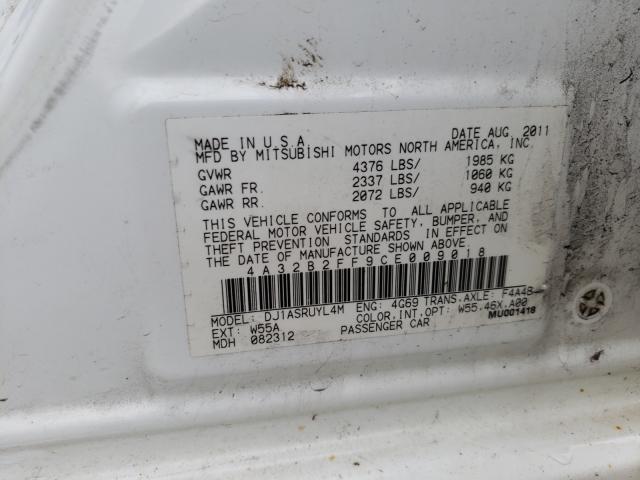 MADE IN U.S.A. DATE AUG, 2011
MFD BY MITSUBISHI MOTORS NORTH AMERICA, INC.
GVWR 4376 LBS/ 1985 KG
GAWR FR. 2337 LBS/ 1060 KG
GAWR RR. 2072 LBS/ 940 KG
THIS VEHICLE CONFORMS TO ALL APPLICABLE
FEDERAL MOTOR VEHICLE SAFETY, BUMPER, AND
THEFT PREVENTION STANDARDS IN EFFECT ON
THE DATE OF MANUFACTURE SHOWN ABOVE.
4A32B2FF9CE009018
MODEL: DJ1ASRUYL4M ENG: 4G69 TRANS.AXLE: F4A4B
EXT: W55A COLOR,INT,OPT: W55.46X.A00
MDH 082312 PASSENGER CAR MU001418